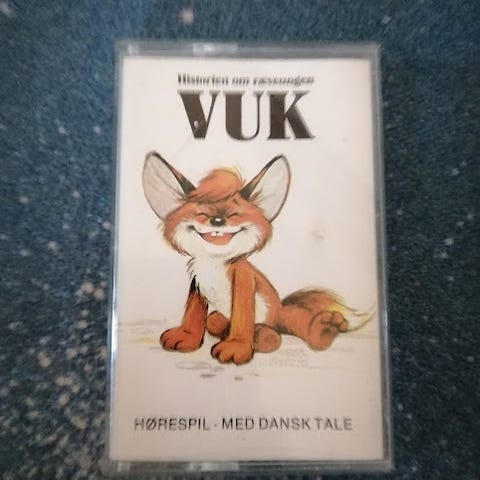 Historien om ræveungen
VUK
HØRESPIL - MED DANSK TALE